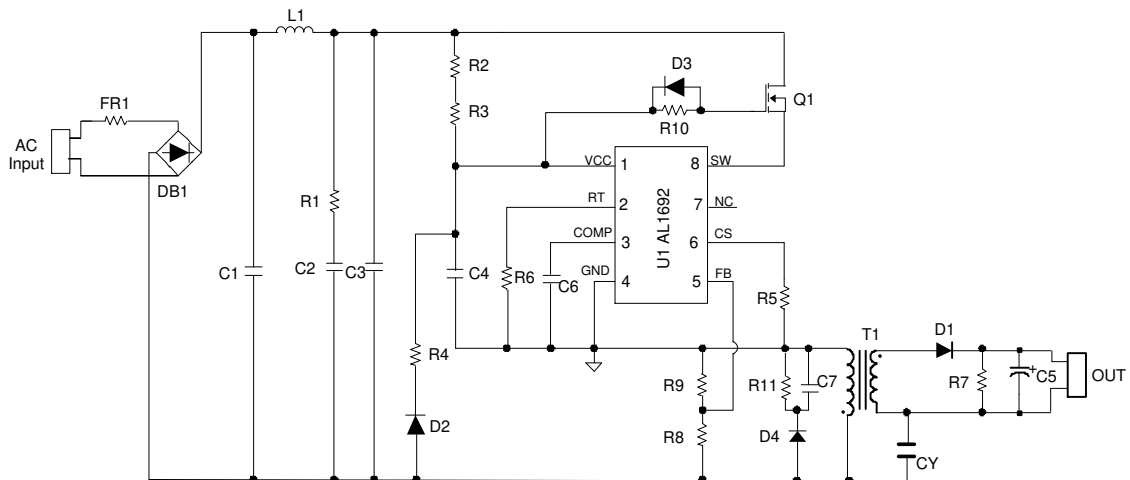 L1
R2
D3
FR1
R3
Q1
R10
AC
Input
VCC
1
8
SW
DB1
RT
2
7
NC
R1
U1 AL1692
COMP
3
6
CS
C1
C2
C3
C4
R6
C6
GND
4
5
FB
R5
T1
D1
R4
R9
R11
C7
R7
+
C5
OUT
D2
R8
D4
CY